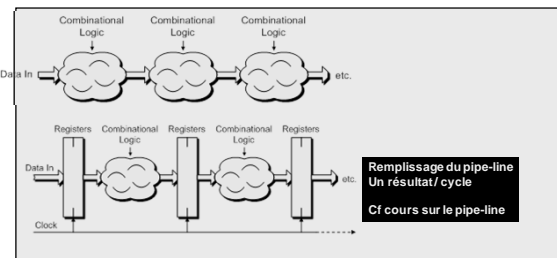 Combinational Combinational Combinational
Logic Logic Logic
Data In etc.
Registers Combinational Registers Combinational Registers
Logic Logic
Data In etc.
Clock
Remplissage du pipe-line
Un résultat / cycle
Cf cours sur le pipe-line